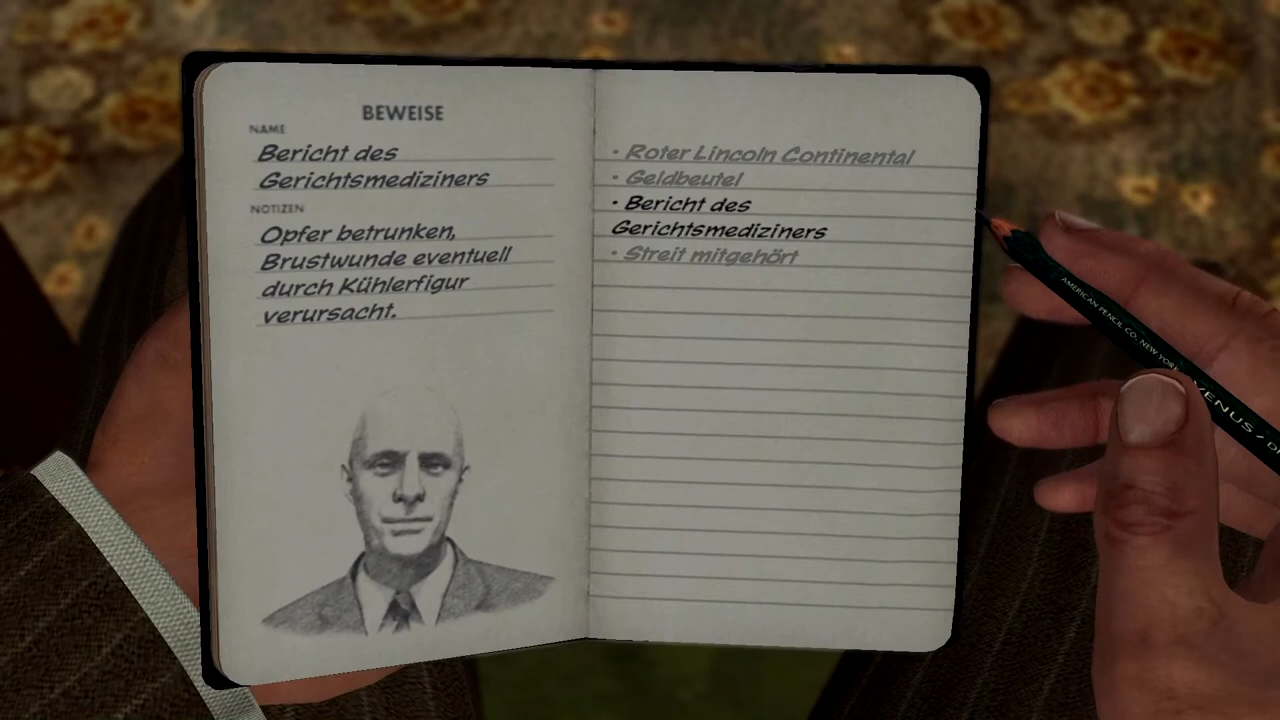 BEWEISE
NAME
Bericht des
Gerichtsmediziners
NOTIZEN
Opfer betrunken,
Brustwunde eventuell
durch Kühlerfigur
verursacht.
• Roter Lincoln Continental
• Geldbeutel
• Bericht des
Gerichtsmediziners
• Streit mitgehört
AMERICAN PENCIL CO. NEW YORK
VENUS / D